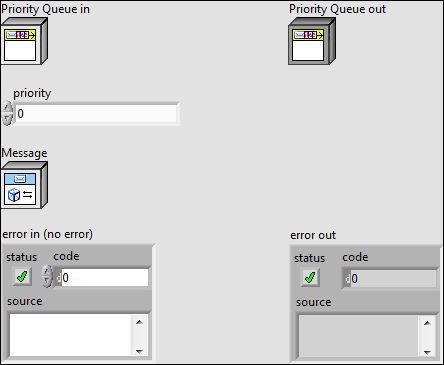 Priority Queue in
Priority Queue out
priority
0
Message
error in (no error)
status
code
d 0
source
error out
status
code
d 0
source